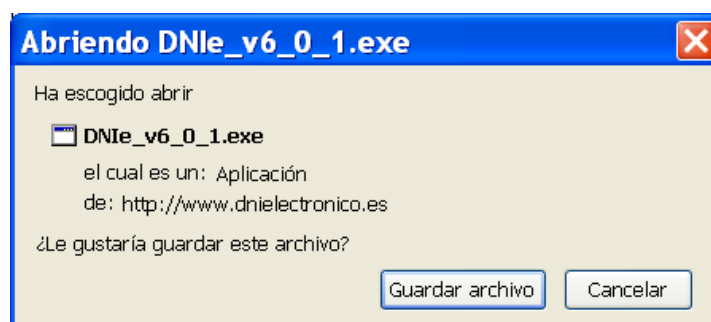 Abriendo DNIe_v6_0_1.exe
Ha escogido abrir
DNIe_v6_0_1.exe
el cual es un: Aplicación
de: http://www.dnielectronico.es
¿Le gustaría guardar este archivo?
Guardar archivo Cancelar